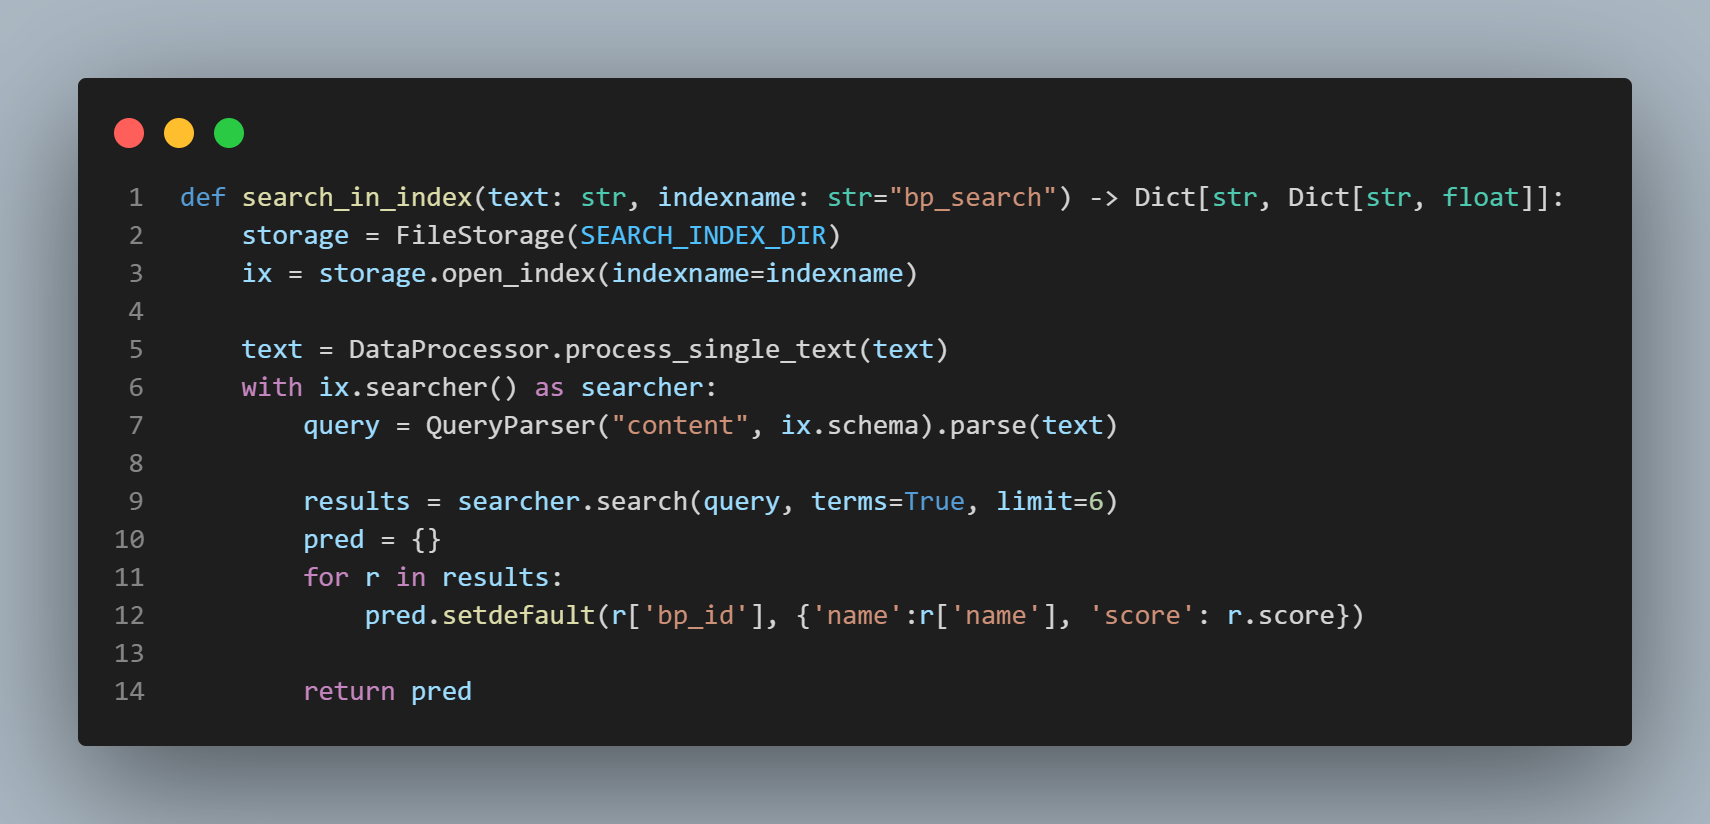 1 def search_in_index(text: str, indexname: str="bp_search") -> Dict[str, Dict[str, float]]:
2     storage = FileStorage(SEARCH_INDEX_DIR)
3     ix = storage.open_index(indexname=indexname)
4
5     text = DataProcessor.process_single_text(text)
6     with ix.searcher() as searcher:
7         query = QueryParser("content", ix.schema).parse(text)
8
9         results = searcher.search(query, terms=True, limit=6)
10         pred = {}
11         for r in results:
12             pred.setdefault(r['bp_id'], {'name':r['name'], 'score': r.score})
13
14         return pred